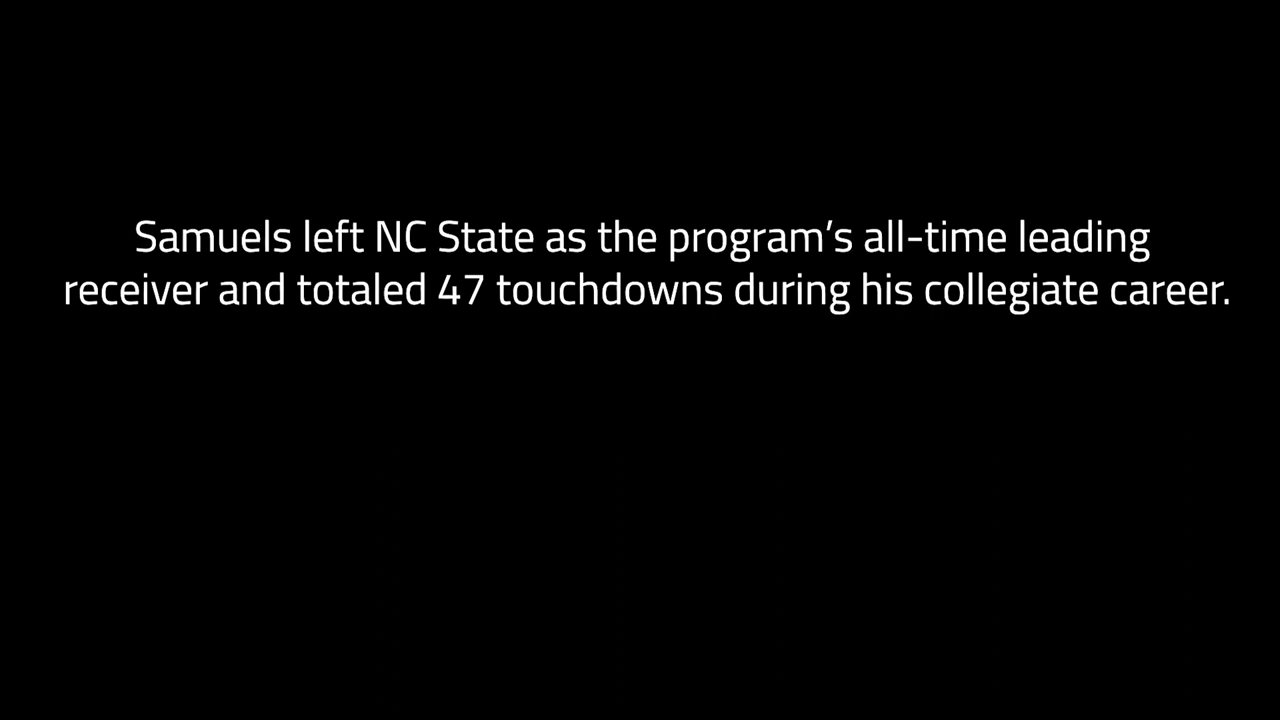 Samuels left NC State as the program’s all-time leading
receiver and totaled 47 touchdowns during his collegiate career.